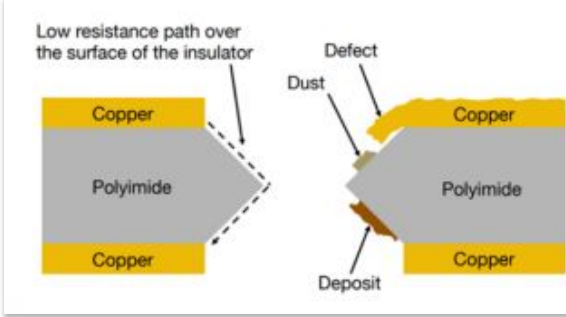 Low resistance path over
the surface of the insulator
Defect
Dust
Copper
Copper
Polyimide
Polyimide
Copper
Copper
Deposit